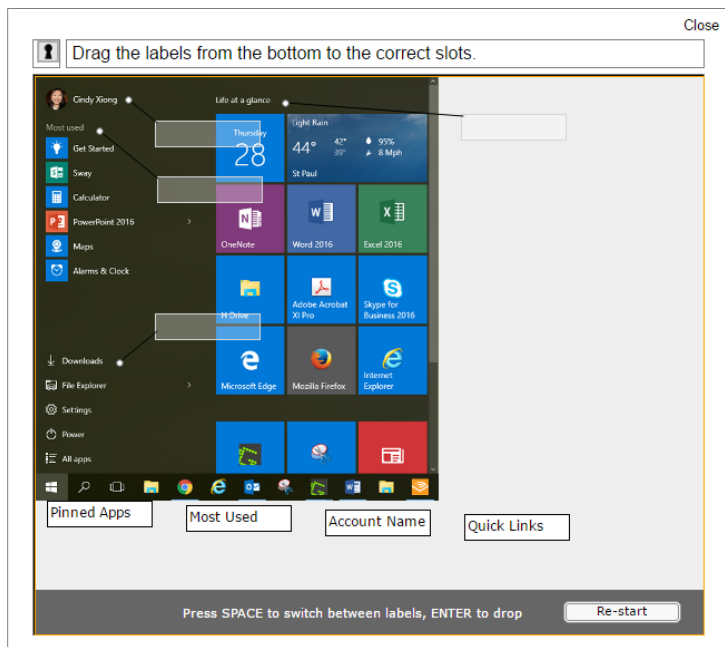 Close
Drag the labels from the bottom to the correct slots.
Cindy Xiong
Life at a glance
Most used
Get Started
Sway
Calculator
PowerPoint 2016
Maps
Alarms & Clock
Thursday
28
Light Rain
44°
42°
39°
95%
8 Mph
St Paul
OneNote
Word 2016
Excel 2016
H Drive
Adobe Acrobat
XI Pro
Skype for
Business 2016
Microsoft Edge
Mozilla Firefox
Internet
Explorer
Downloads
File Explorer
Settings
Power
All apps
Pinned Apps
Most Used
Account Name
Quick Links
Press SPACE to switch between labels, ENTER to drop
Re-start